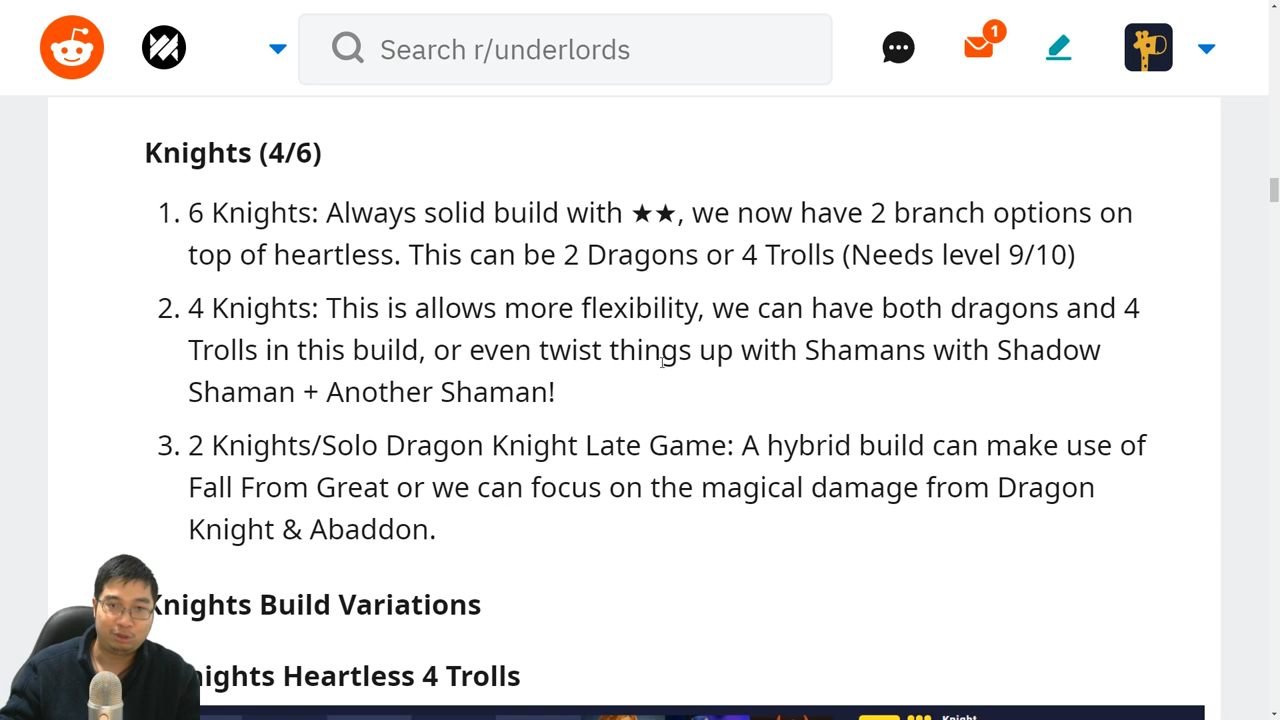 Search r/underlords
1
Knights (4/6)
1. 6 Knights: Always solid build with ★★, we now have 2 branch options on
top of heartless. This can be 2 Dragons or 4 Trolls (Needs level 9/10)
2. 4 Knights: This is allows more flexibility, we can have both dragons and 4
Trolls in this build, or even twist things up with Shamans with Shadow
Shaman + Another Shaman!
3. 2 Knights/Solo Dragon Knight Late Game: A hybrid build can make use of
Fall From Great or we can focus on the magical damage from Dragon
Knight & Abaddon.
Knights Build Variations
nights Heartless 4 Trolls
Knight